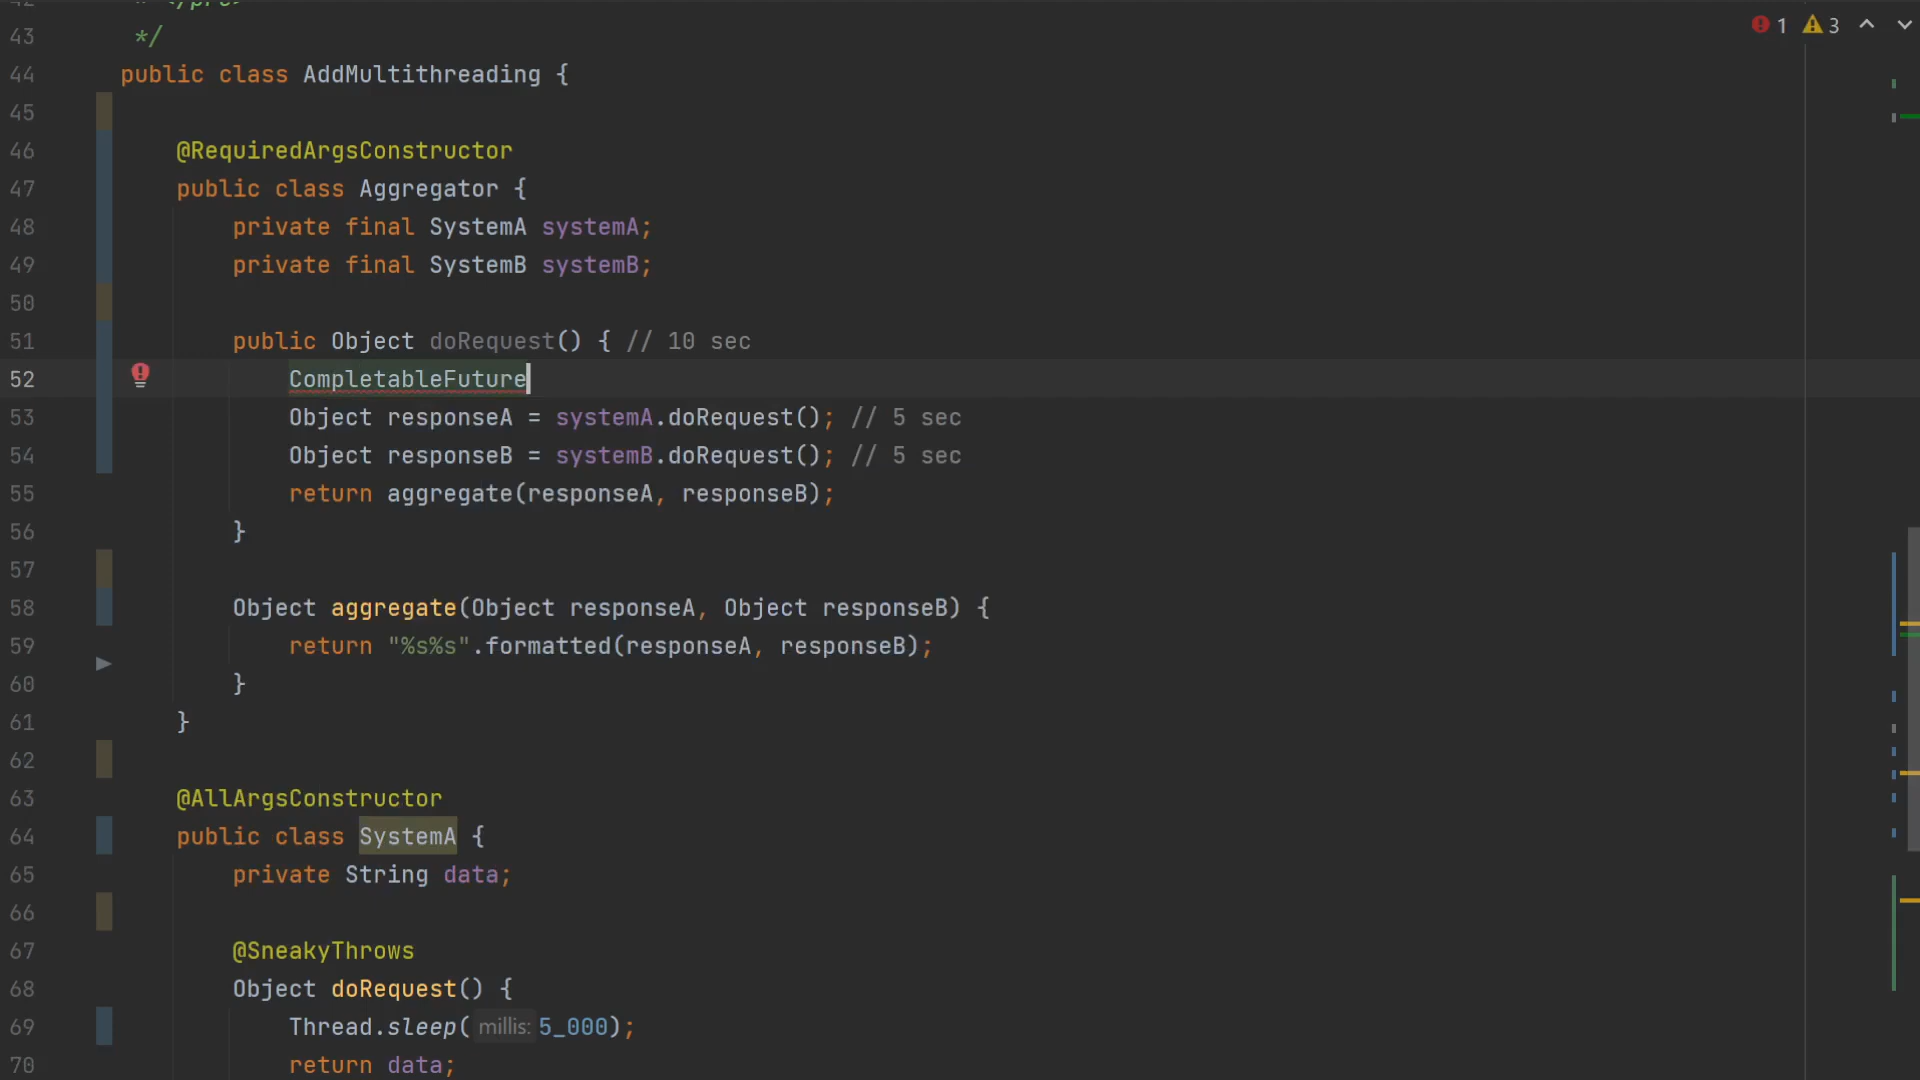 1 3
43 */
44 public class AddMultithreading {
45
46 @RequiredArgsConstructor
47 public class Aggregator {
48 private final SystemA systemA;
49 private final SystemB systemB;
50
51 public Object doRequest() { // 10 sec
52 CompletableFuture
53 Object responseA = systemA.doRequest(); // 5 sec
54 Object responseB = systemB.doRequest(); // 5 sec
55 return aggregate(responseA, responseB);
56 }
57
58 Object aggregate(Object responseA, Object responseB) {
59 return "%s%s".formatted(responseA, responseB);
60 }
61 }
62
63 @AllArgsConstructor
64 public class SystemA {
65 private String data;
66
67 @SneakyThrows
68 Object doRequest() {
69 Thread.sleep( millis: 5_000);
70 return data;